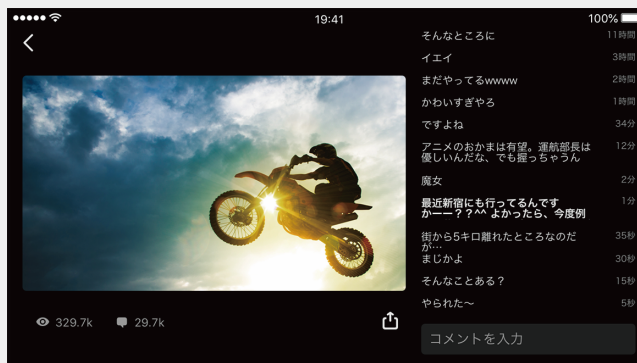 19:41
100%
そんなところに
11時間
イエイ
3時間
まだやってるwwww
2時間
かわいすぎやろ
1時間
ですよね
34分
アニメのおかまは有望。運航部長は
優しいんだな、でも握っちゃうん
12分
魔女
2分
最近新宿にも行ってるんです
かーー？？^^ よかったら、今度例
1分
街から5キロ離れたところなのだ
が…
35秒
まじかよ
30秒
そんなことある？
15秒
やられた〜
5秒
329.7k
29.7k
コメントを入力